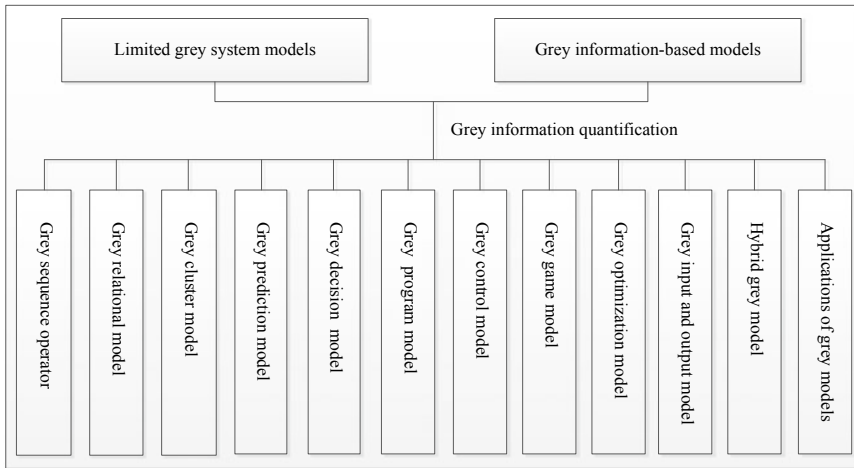 Limited grey system models
Grey information-based models
Grey information quantification
Grey sequence operator
Grey relational model
Grey cluster model
Grey prediction model
Grey decision model
Grey program model
Grey control model
Grey game model
Grey optimization model
Grey input and output model
Hybrid grey model
Applications of grey models